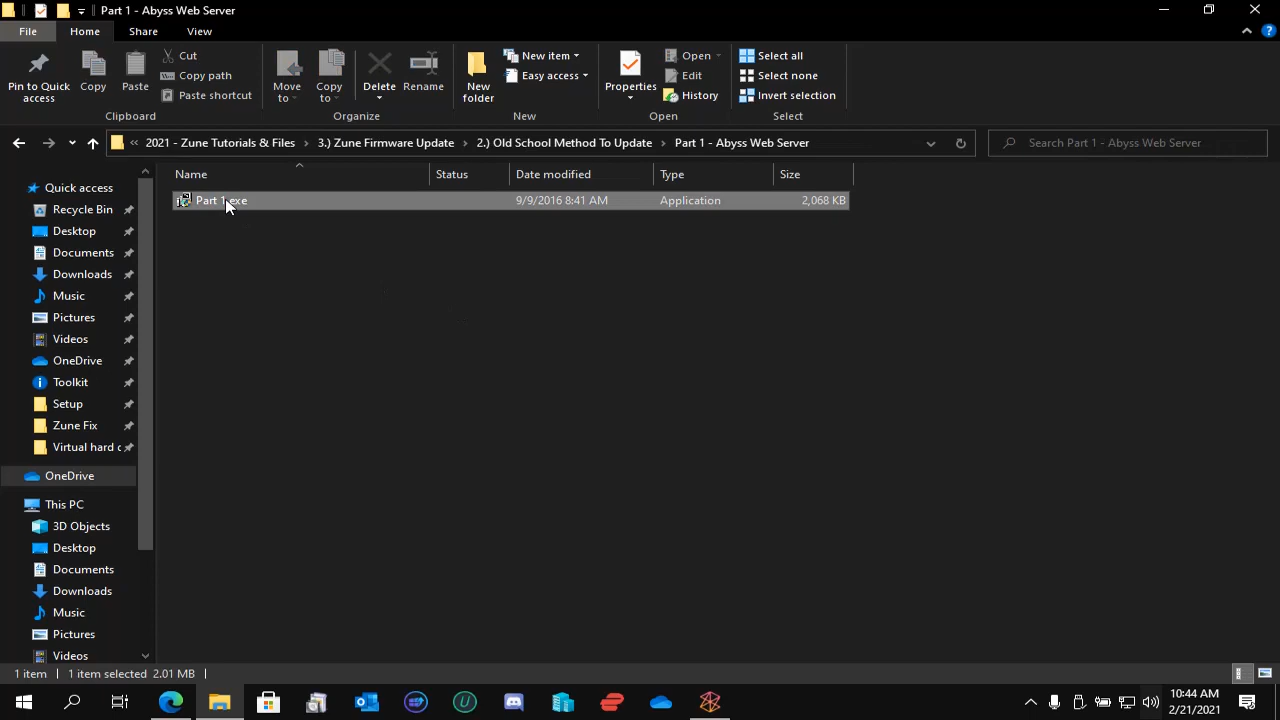 Part 1 - Abyss Web Server
File Home Share View
Pin to Quick access
Copy
Paste
Cut
Copy path
Paste shortcut
Clipboard
Move to
Copy to
Delete
Rename
Organize
New folder
New item
Easy access
New
Properties
Open
Edit
History
Open
Select all
Select none
Invert selection
Select
« 2021 - Zune Tutorials & Files › 3.) Zune Firmware Update › 2.) Old School Method To Update › Part 1 - Abyss Web Server
Search Part 1 - Abyss Web Server
Name Status Date modified Type Size
Part 1.exe 9/9/2016 8:41 AM Application 2,068 KB
Quick access
Recycle Bin
Desktop
Documents
Downloads
Music
Pictures
Videos
OneDrive
Toolkit
Setup
Zune Fix
Virtual hard d
OneDrive
This PC
3D Objects
Desktop
Documents
Downloads
Music
Pictures
Videos
1 item 1 item selected 2.01 MB
10:44 AM
2/21/2021